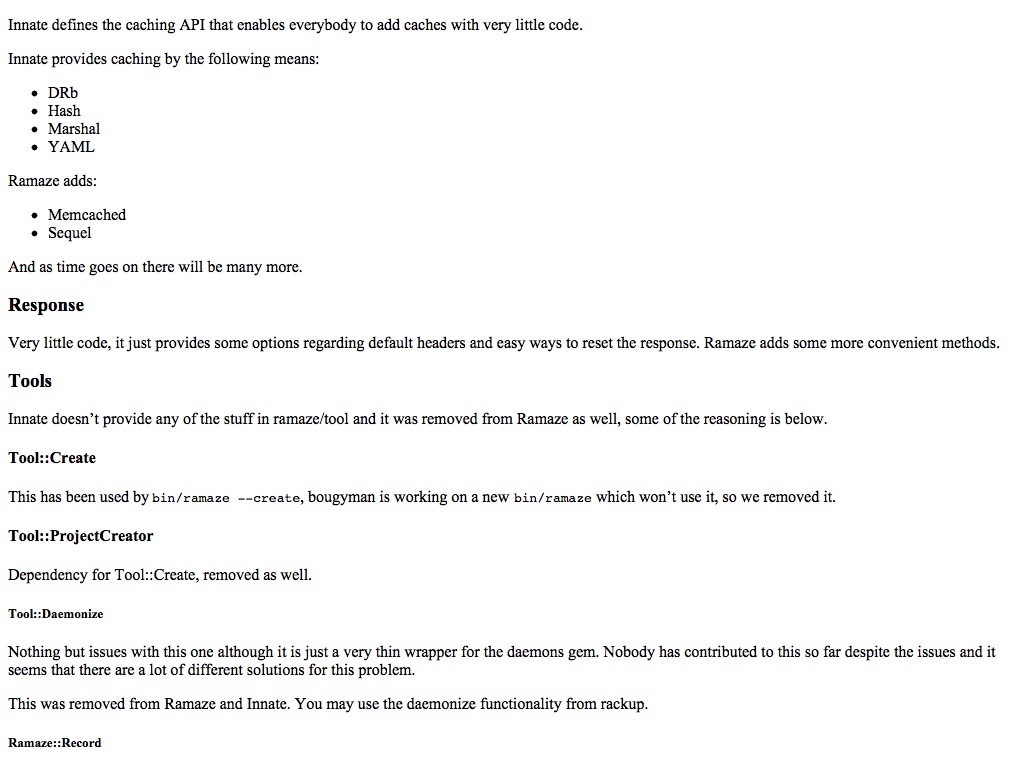 Innate defines the caching API that enables everybody to add caches with very little code.
Innate provides caching by the following means:
• DRb
• Hash
• Marshal
• YAML
Ramaze adds:
• Memcached
• Sequel
And as time goes on there will be many more.
Response
Very little code, it just provides some options regarding default headers and easy ways to reset the response. Ramaze adds some more convenient methods.
Tools
Innate doesn’t provide any of the stuff in ramaze/tool and it was removed from Ramaze as well, some of the reasoning is below.
Tool::Create
This has been used by bin/ramaze --create, bougyman is working on a new bin/ramaze which won’t use it, so we removed it.
Tool::ProjectCreator
Dependency for Tool::Create, removed as well.
Tool::Daemonize
Nothing but issues with this one although it is just a very thin wrapper for the daemons gem. Nobody has contributed to this so far despite the issues and it
seems that there are a lot of different solutions for this problem.
This was removed from Ramaze and Innate. You may use the daemonize functionality from rackup.
Ramaze::Record